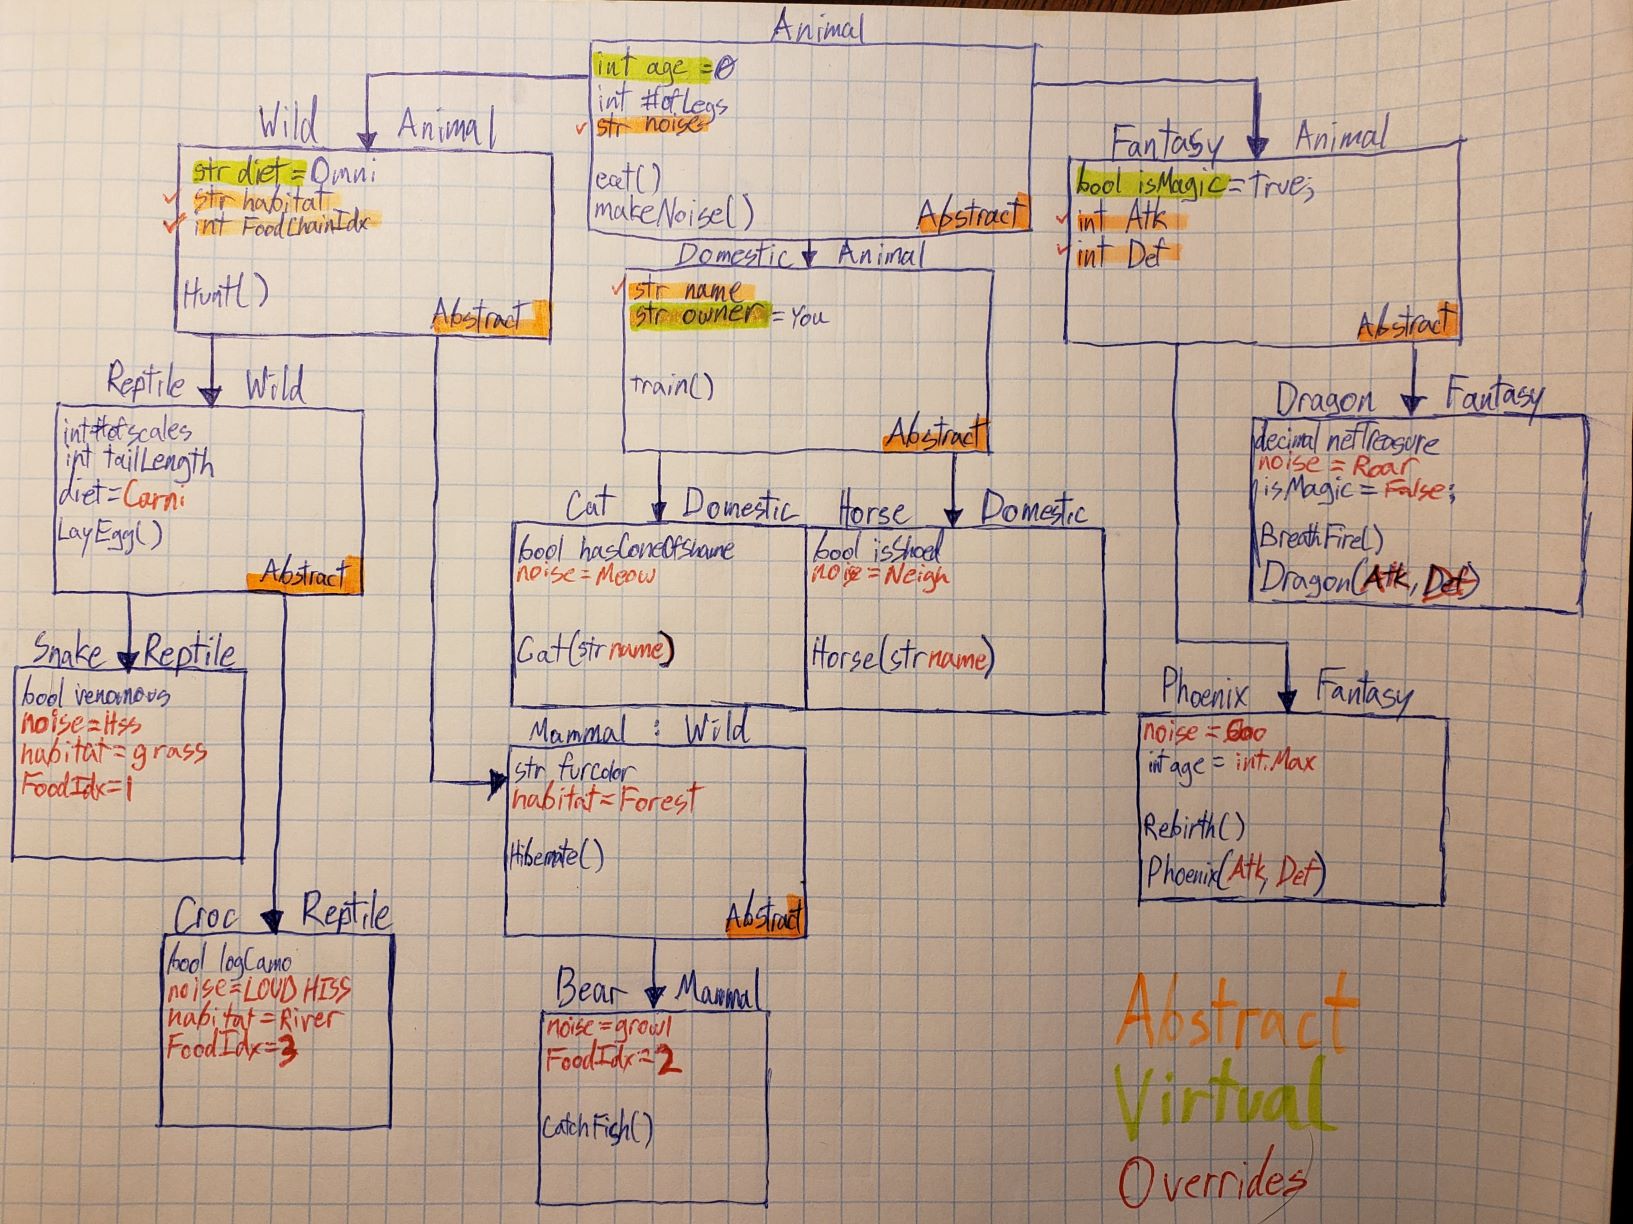 Animal
int age = 0
int #ofLegs
str noise
eat()
makeNoise()
Abstract
Wild Animal
str diet = Omni
str habitat
int FoodChainIdx
Hunt()
Abstract
Fantasy Animal
bool isMagic = True;
int Atk
int Def
Abstract
Domestic Animal
str name
str owner = You
train()
Abstract
Reptile Wild
int #ofscales
int tailLength
diet = Carni
LayEgg()
Abstract
Dragon Fantasy
decimal netTreasure
noise = Roar
isMagic = False;
BreathFire()
Dragon(Atk, Def)
Cat Domestic
bool hasConeOfShame
noise = Meow
Cat(str name)
Horse Domestic
bool isShoed
noise = Neigh
Horse(str name)
Snake Reptile
bool venomous
noise = Hss
habitat = grass
FoodIdx = 1
Mammal : Wild
str furcolor
habitat = Forest
Hibernate()
Abstract
Phoenix Fantasy
noise =
int age = int.Max
Rebirth()
Phoenix(Atk, Def)
Croc Reptile
bool logCamo
noise = LOUD HISS
habitat = River
FoodIdx = 3
Bear Mammal
noise = growl
FoodIdx = 2
CatchFish()
Abstract
Virtual
Overrides